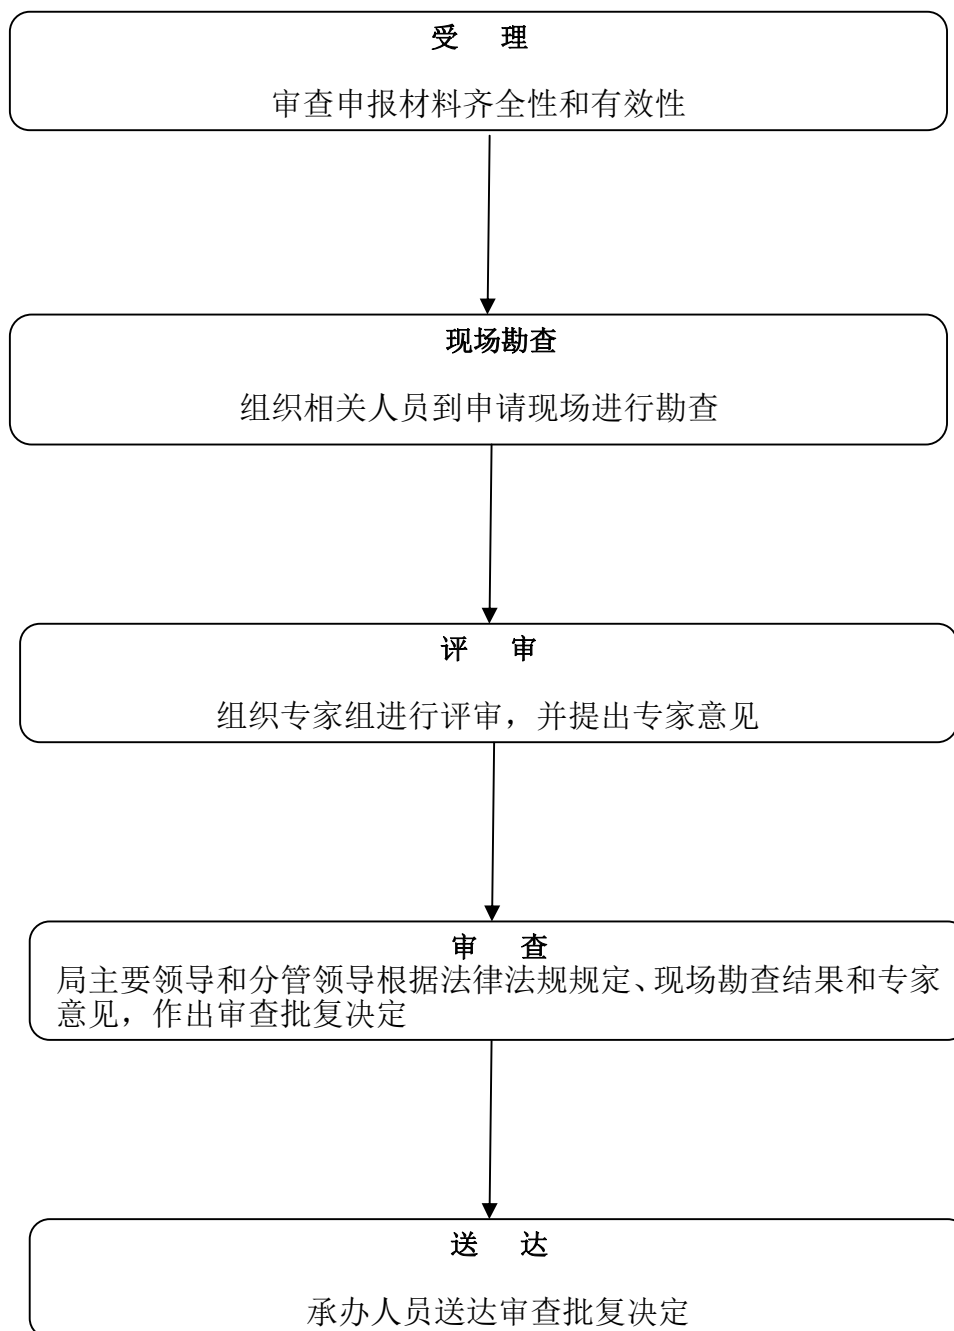 受 理
审查申报材料齐全性和有效性
现场勘查
组织相关人员到申请现场进行勘查
评 审
组织专家组进行评审，并提出专家意见
审 查
局主要领导和分管领导根据法律法规规定、现场勘查结果和专家
意见，作出审查批复决定
送 达
承办人员送达审查批复决定